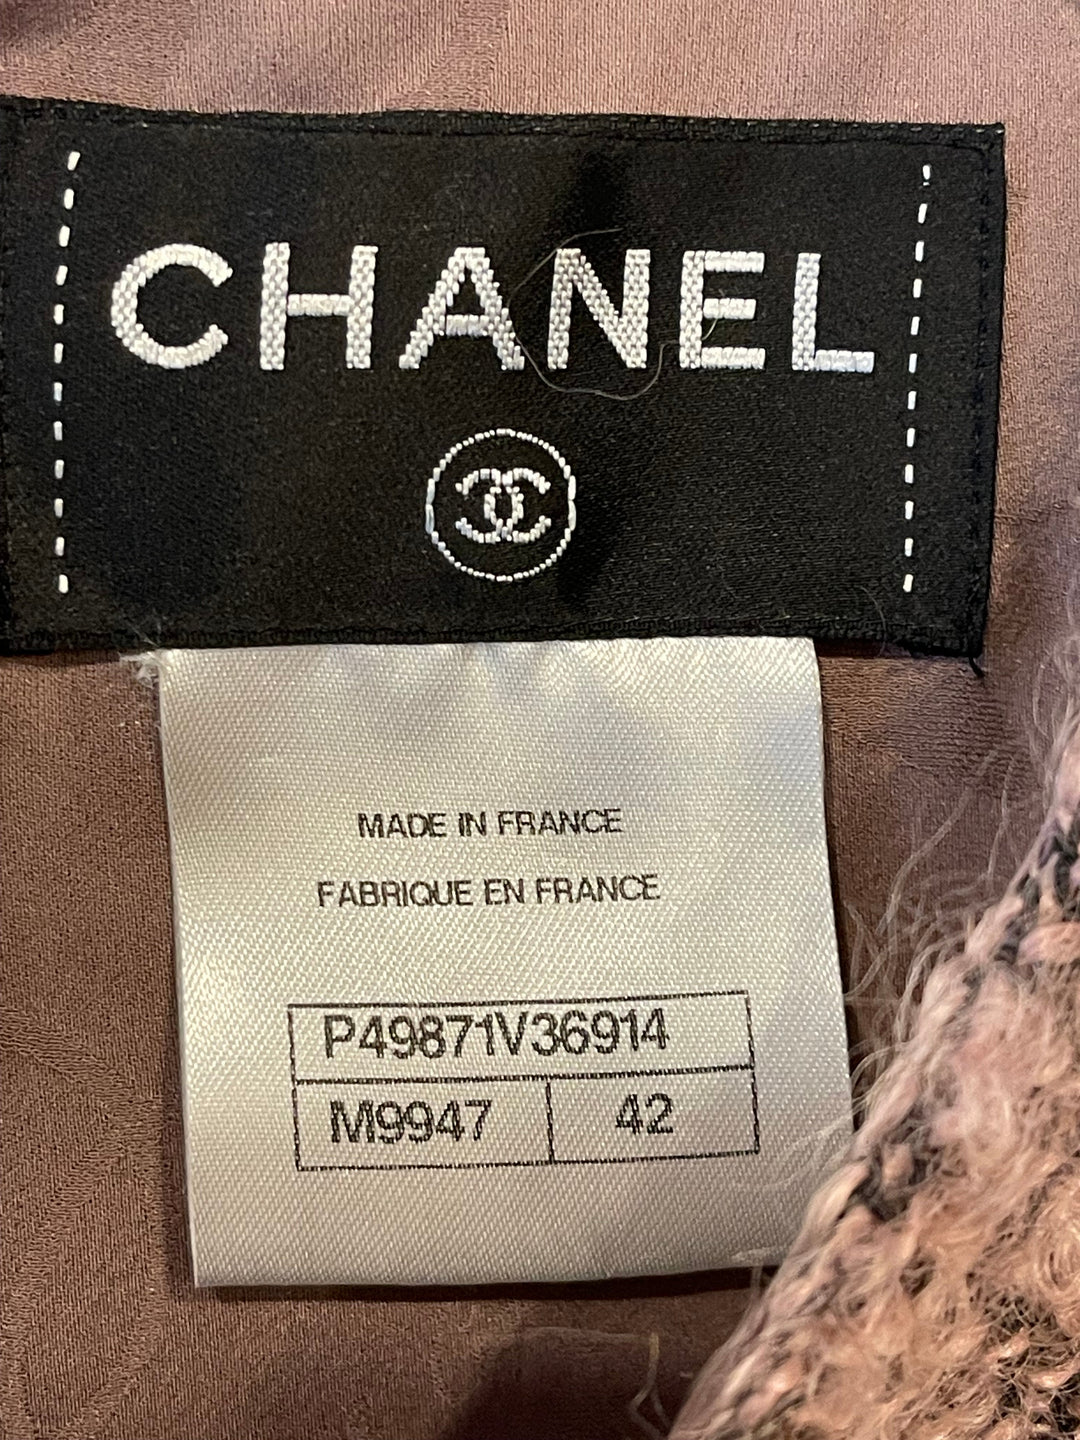 CHANEL
MADE IN FRANCE
FABRIQUE EN FRANCE
P49871V36914
M9947 42